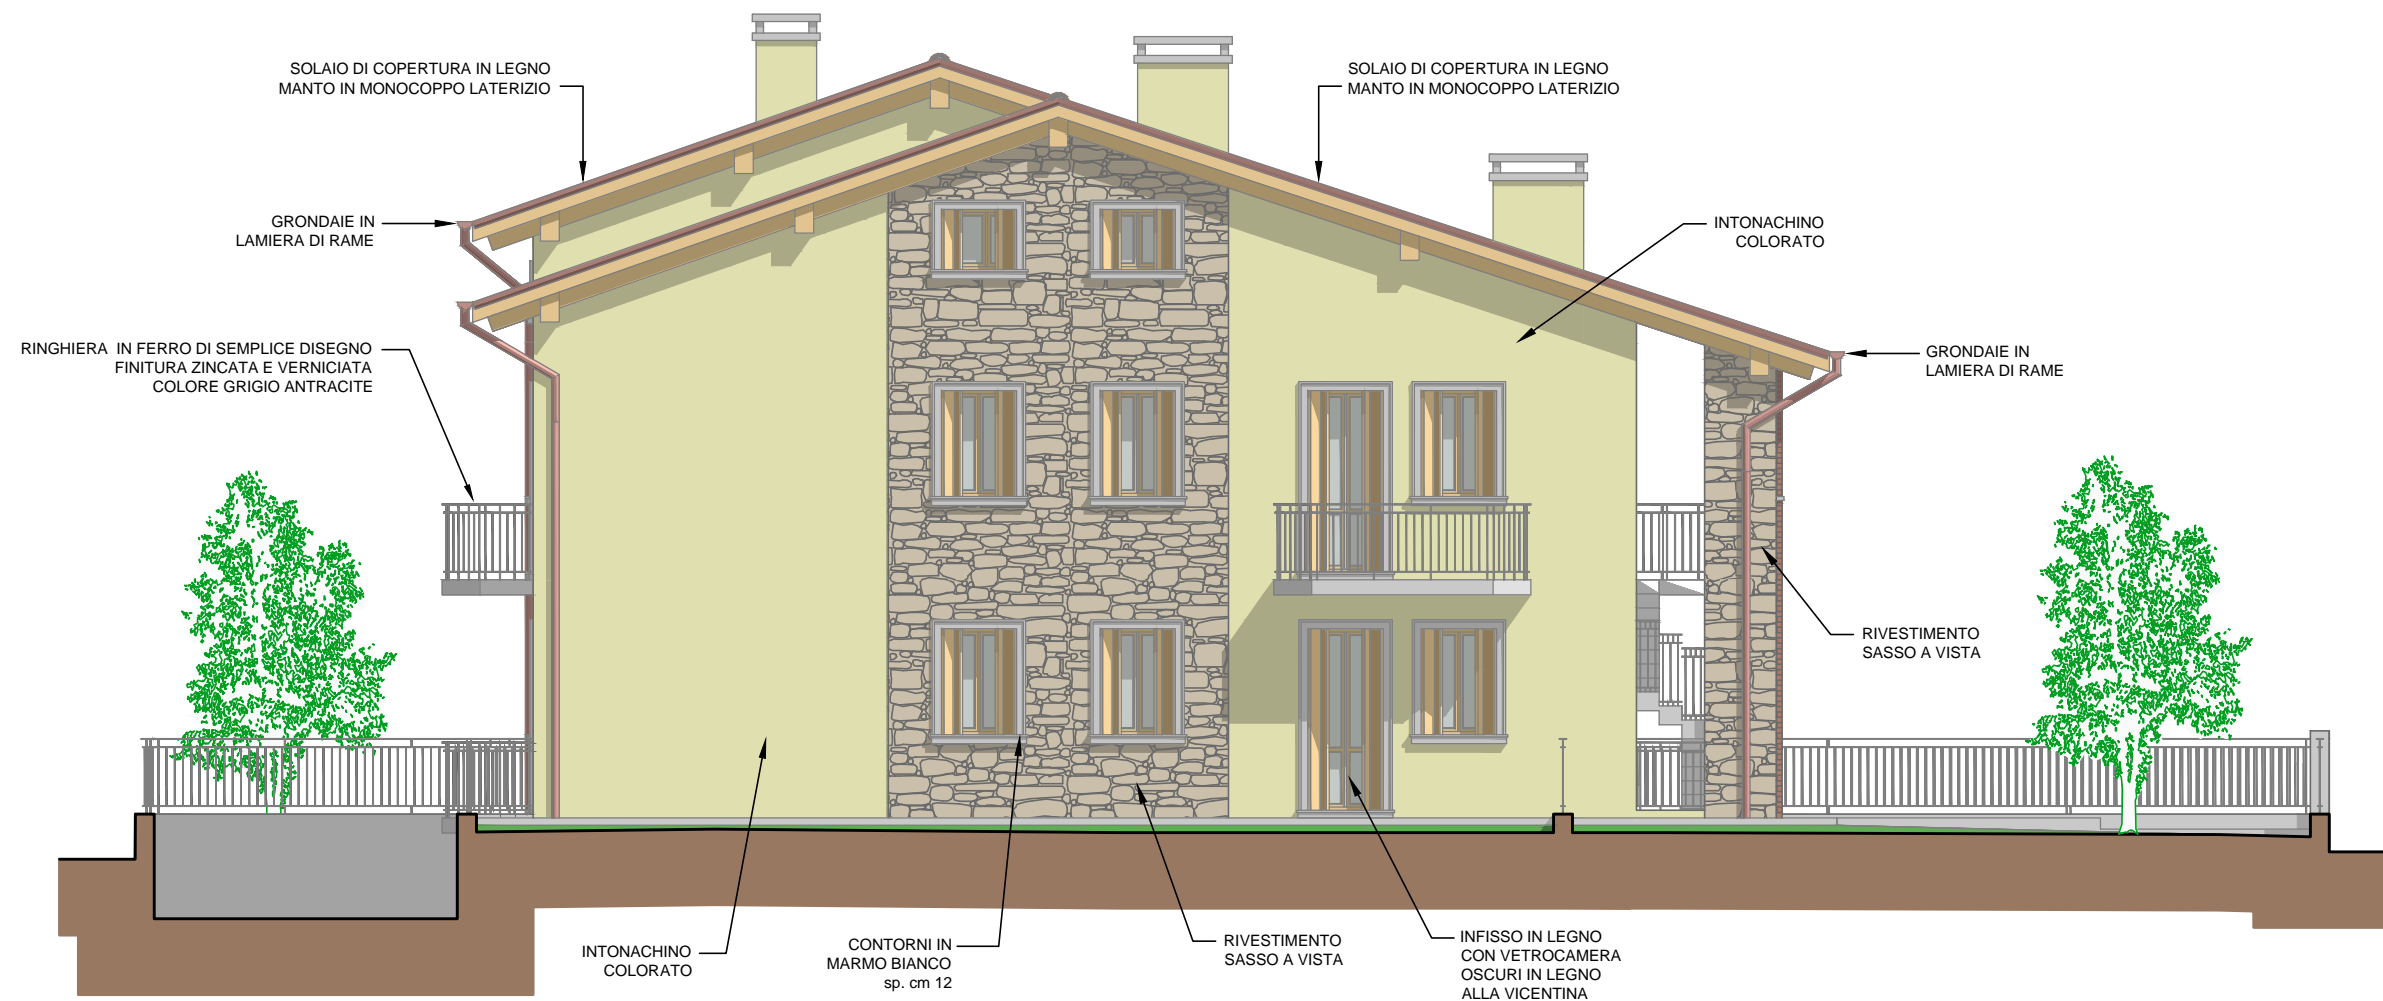 SOLAIO DI COPERTURA IN LEGNO
MANTO IN MONOCOPPO LATERIZIO
SOLAIO DI COPERTURA IN LEGNO
MANTO IN MONOCOPPO LATERIZIO
GRONDAIE IN
LAMIERA DI RAME
INTONACHINO
COLORATO
RINGHIERA IN FERRO DI SEMPLICE DISEGNO
FINITURA ZINCATA E VERNICIATA
COLORE GRIGIO ANTRACITE
GRONDAIE IN
LAMIERA DI RAME
RIVESTIMENTO
SASSO A VISTA
INTONACHINO
COLORATO
CONTORNI IN
MARMO BIANCO
sp. cm 12
RIVESTIMENTO
SASSO A VISTA
INFISSO IN LEGNO
CON VETROCAMERA
OSCURI IN LEGNO
ALLA VICENTINA